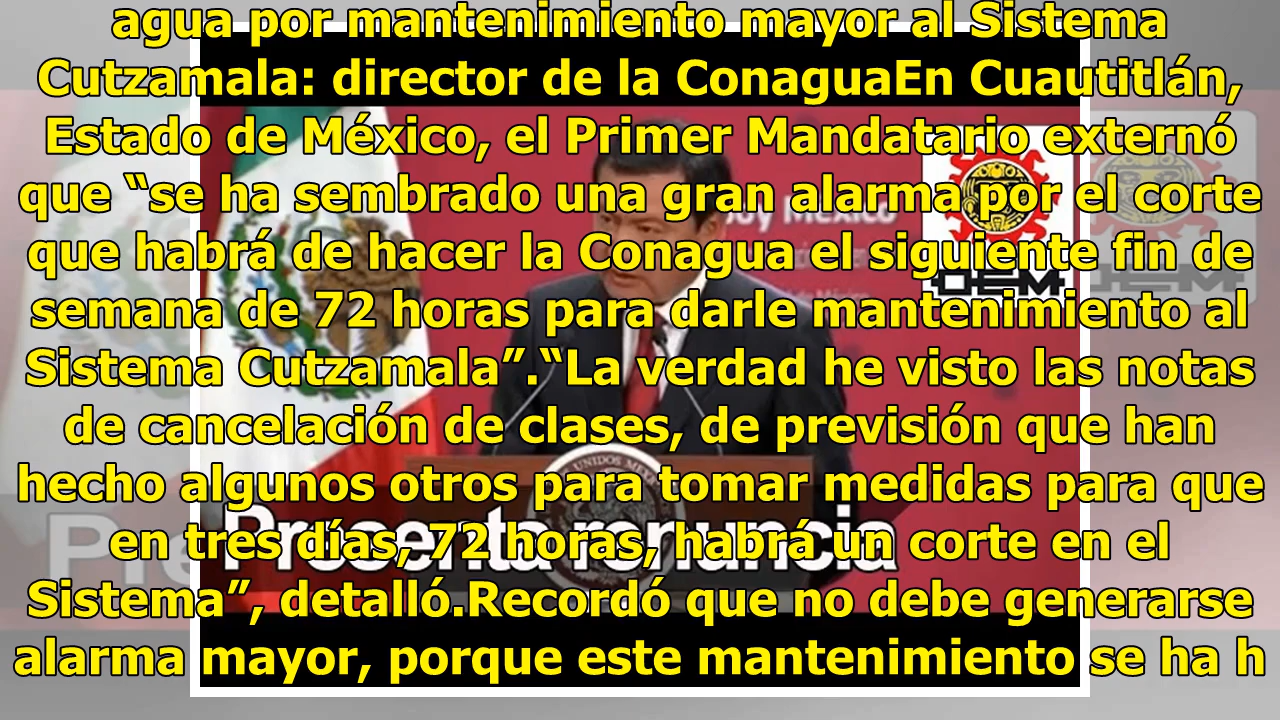 agua por mantenimiento mayor al Sistema
Cutzamala: director de la ConaguaEn Cuautitlán,
Estado de México, el Primer Mandatario externó
que “se ha sembrado una gran alarma por el corte
que habrá de hacer la Conagua el siguiente fin de
semana de 72 horas para darle mantenimiento al
Sistema Cutzamala”.“La verdad he visto las notas
de cancelación de clases, de previsión que han
hecho algunos otros para tomar medidas para que
en tres días, 72 horas, habrá un corte en el
Sistema”, detalló.Recordó que no debe generarse
alarma mayor, porque este mantenimiento se ha h
México
OEM
UNIDOS
Presenta renuncia